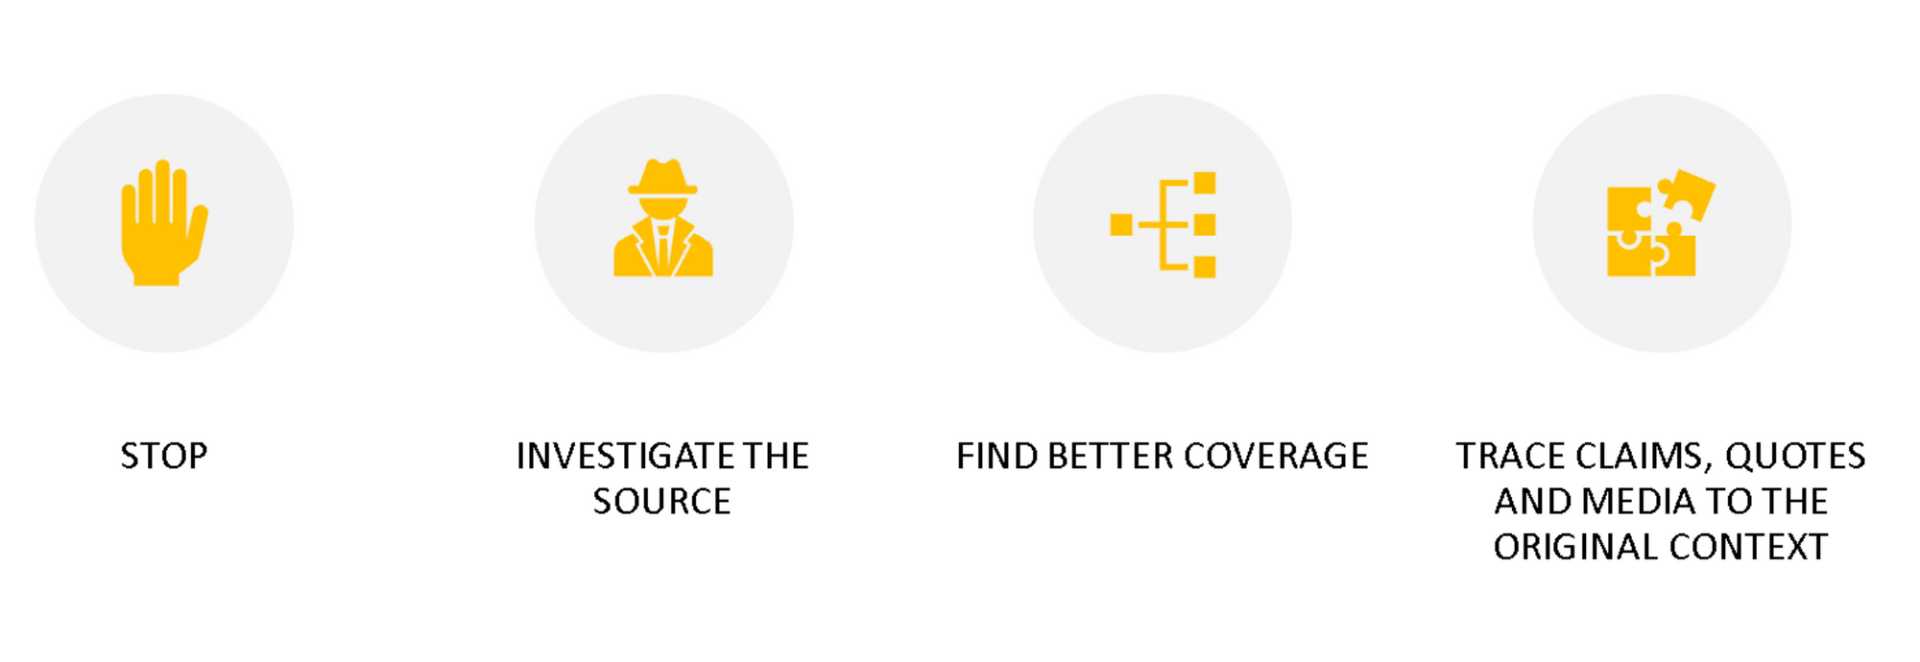 STOP
INVESTIGATE THE
SOURCE
FIND BETTER COVERAGE
TRACE CLAIMS, QUOTES
AND MEDIA TO THE
ORIGINAL CONTEXT